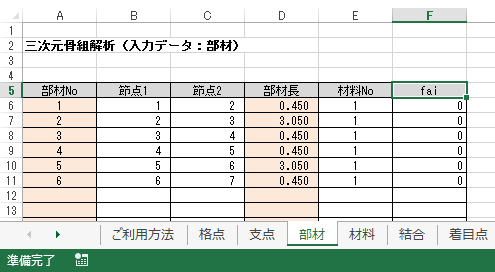 A B C D E F
1
2 三次元骨組解析（入力データ：部材）
3
4
5 部材No 節点1 節点2 部材長 材料No fai
6 1 1 2 0.450 1 0
7 2 2 3 3.050 1 0
8 3 3 4 0.450 1 0
9 4 4 5 0.450 1 0
10 5 5 6 3.050 1 0
11 6 6 7 0.450 1 0
12
13
ご利用方法 格点 支点 部材 材料 結合 着目点
準備完了